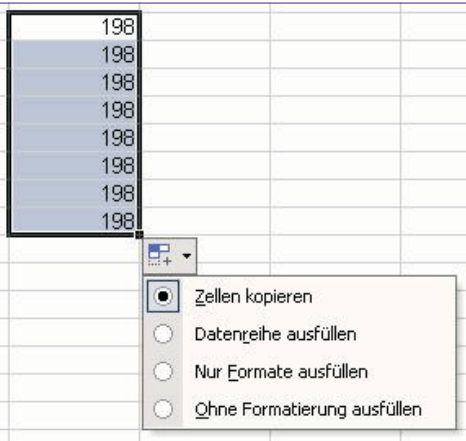 198
198
198
198
198
198
198
198
Zellen kopieren
Datenreihe ausfüllen
Nur Formate ausfüllen
Ohne Formatierung ausfüllen